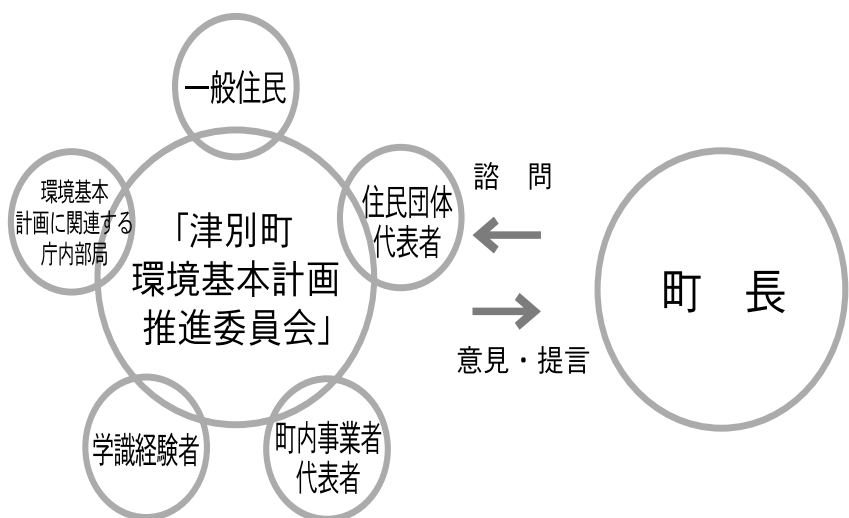 一般住民
環境基本
計画に関連する
庁内部局
「津別町
環境基本計画
推進委員会」
住民団体
代表者
学識経験者
町内事業者
代表者
諮　問
意見・提言
町　長